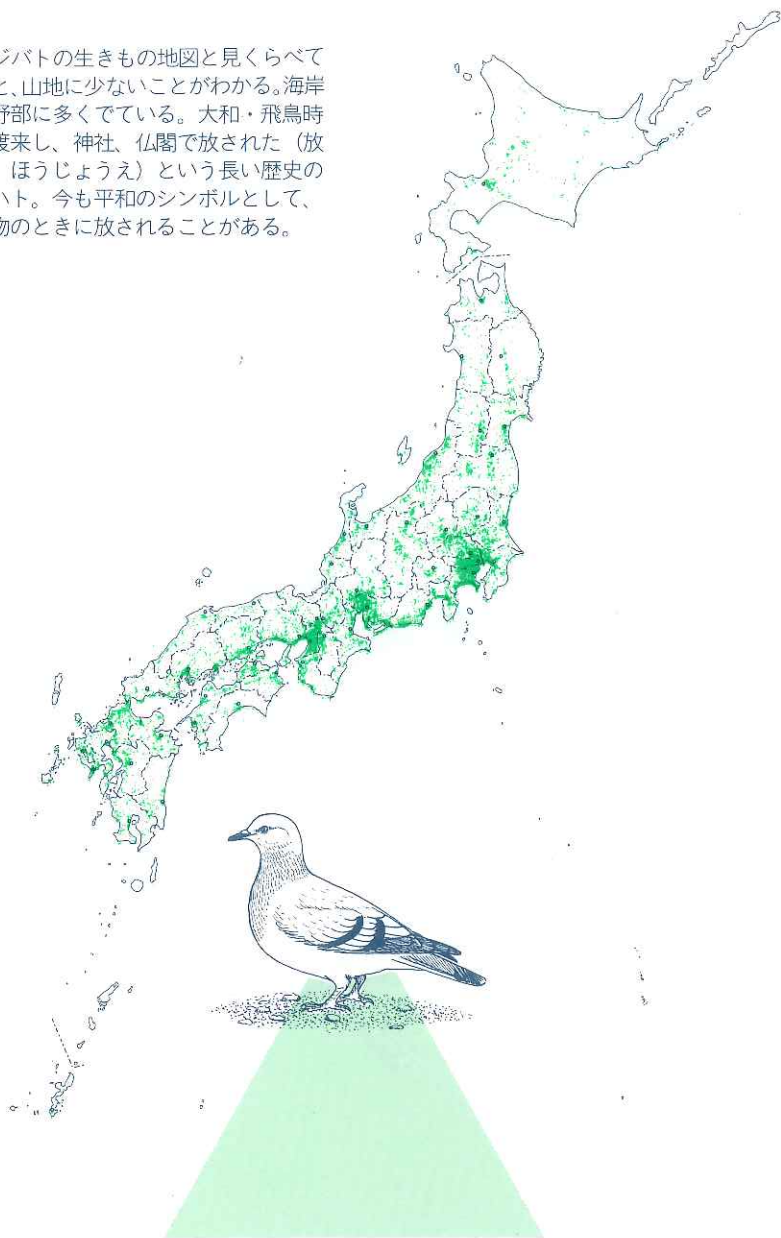 ジバトの生きもの地図と見くらべて
と、山地に少ないことがわかる。海岸
野部に多くでている。大和・飛鳥時
渡来し、神社、仏閣で放された（放
ほうじょうえ）という長い歴史の
ハト。今も平和のシンボルとして、
物のときに放されることがある。